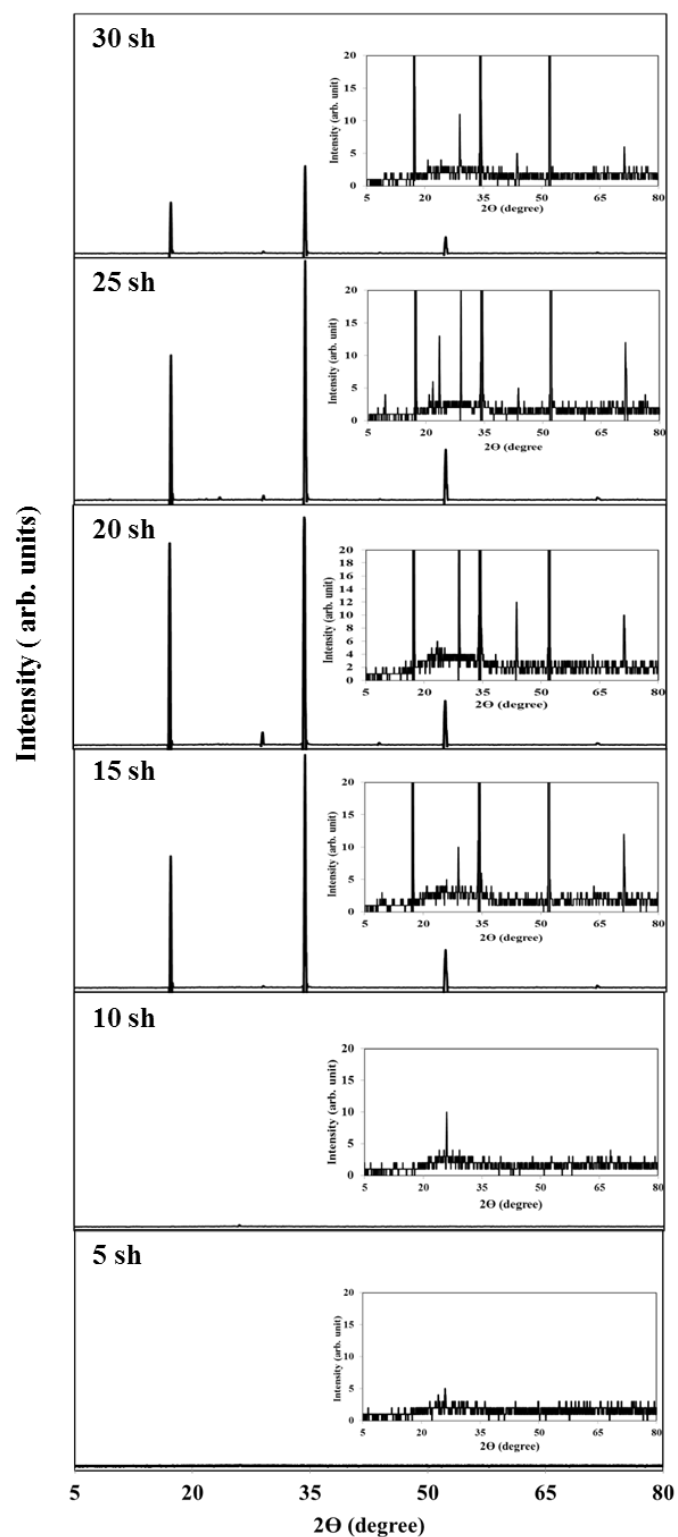 Intensity ( arb. units)
30 sh
Intensity (arb. unit)
20
15
10
5
0
5 20 35 50 65 80
2Θ (degree)
25 sh
Intensity (arb. unit)
20
15
10
5
0
5 20 35 50 65 80
2Θ (degree
20 sh
Intensity (arb. unit)
20
18
16
14
12
10
8
6
4
2
0
5 20 35 50 65 80
2Θ (degree)
15 sh
Intensity (arb. unit)
20
15
10
5
0
5 20 35 50 65 80
2Θ (degree)
10 sh
Intensity (arb. unit)
20
15
10
5
0
5 20 35 50 65 80
2Θ (degree)
5 sh
Intensity (arb. unit)
20
15
10
5
0
5 20 35 50 65 80
2Θ (degree)
5 20 35 50 65 80
2Θ (degree)